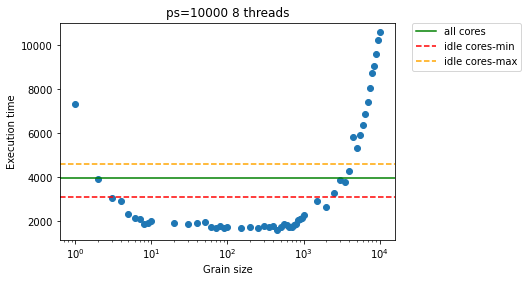 ps=10000 8 threads
all cores
idle cores-min
idle cores-max
Execution time
10000
8000
6000
4000
2000
10⁰
10¹
10²
10³
10⁴
Grain size